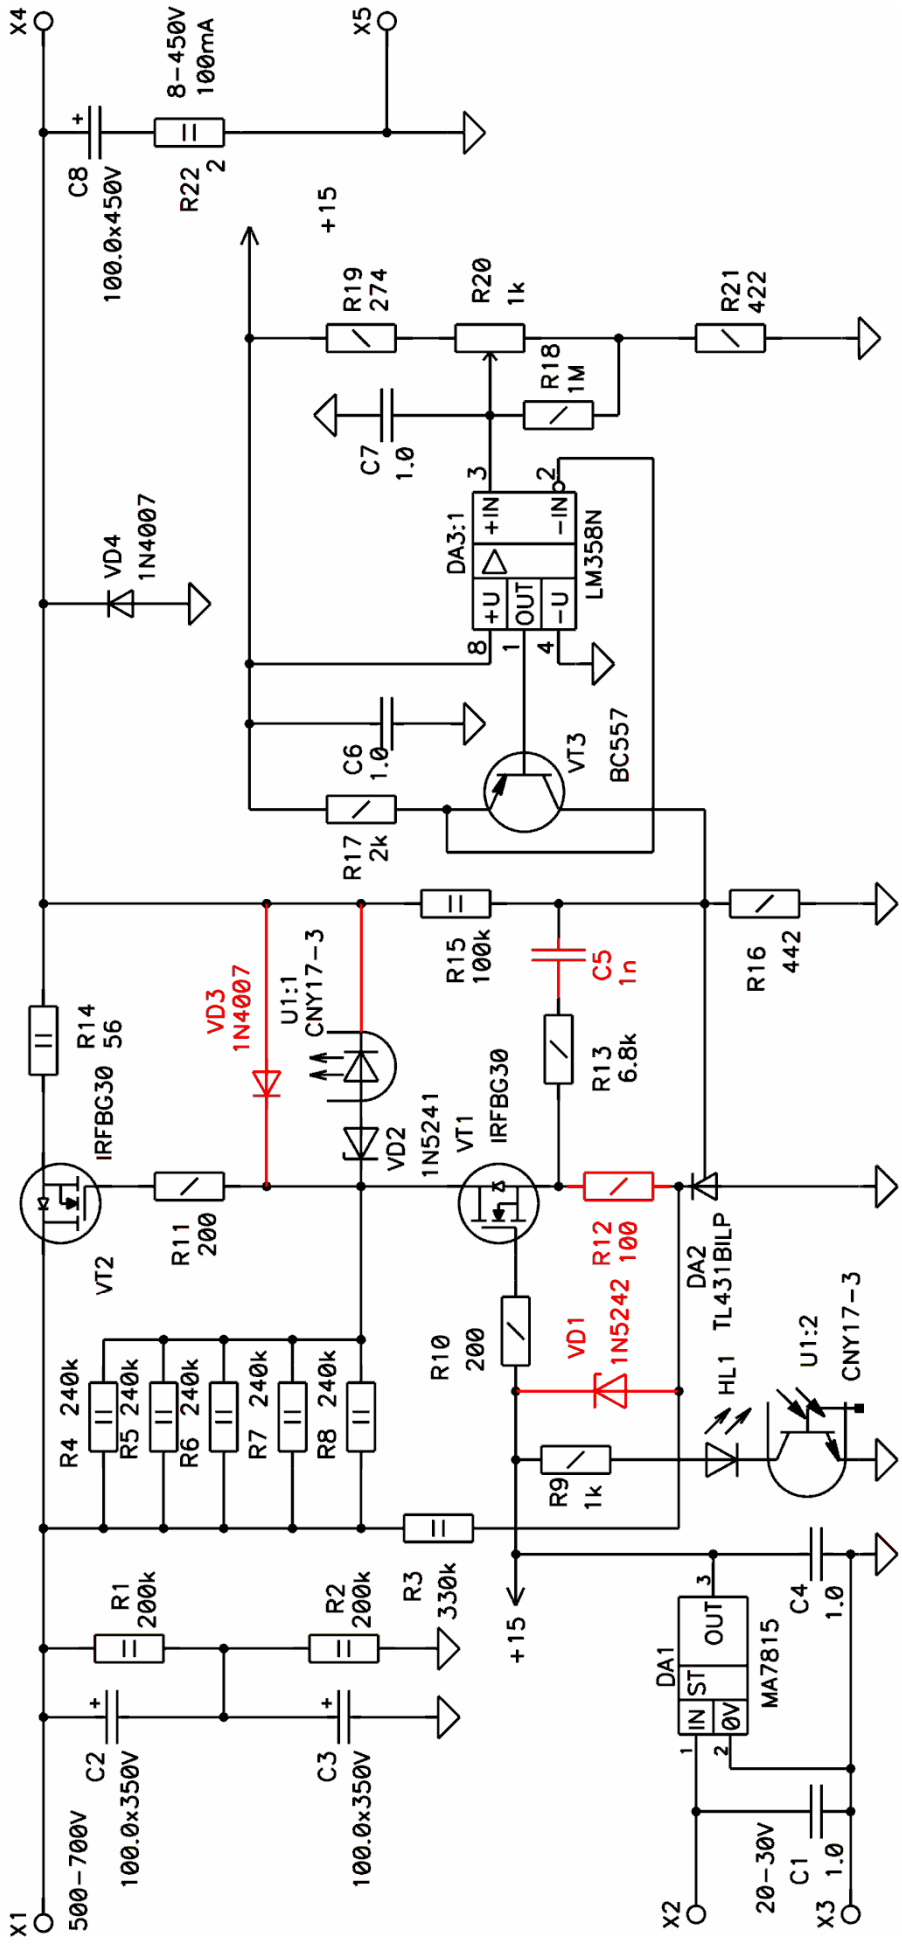 X1
500-700V
C2
100.0x350V
C3
100.0x350V
R1
200k
R2
200k
R3
330k
R4 240k
R5 240k
R6 240k
R7 240k
R8 240k
VT2
IRFBG30
R11
200
R14
56
VD3
1N4007
U1:1
CNY17-3
VD2
1N5241
VT1
IRFBG30
R10
200
VD1
1N5242
R12
100
R13
6.8k
C5
1n
R15
100k
R16
442
DA2
TL431BILP
HL1
U1:2
CNY17-3
R9
1k
+15
DA1
IN
ST
OUT
0V
1
2
3
MA7815
C4
1.0
C1
1.0
20-30V
X2
X3
R17
2k
C6
1.0
VT3
BC557
DA3:1
+U
OUT
-U
+IN
-IN
8
1
4
3
2
LM358N
C7
1.0
R18
1M
R19
274
R20
1k
R21
422
+15
VD4
1N4007
C8
100.0x450V
R22
2
8-450V
100mA
X4
X5
+
+
+